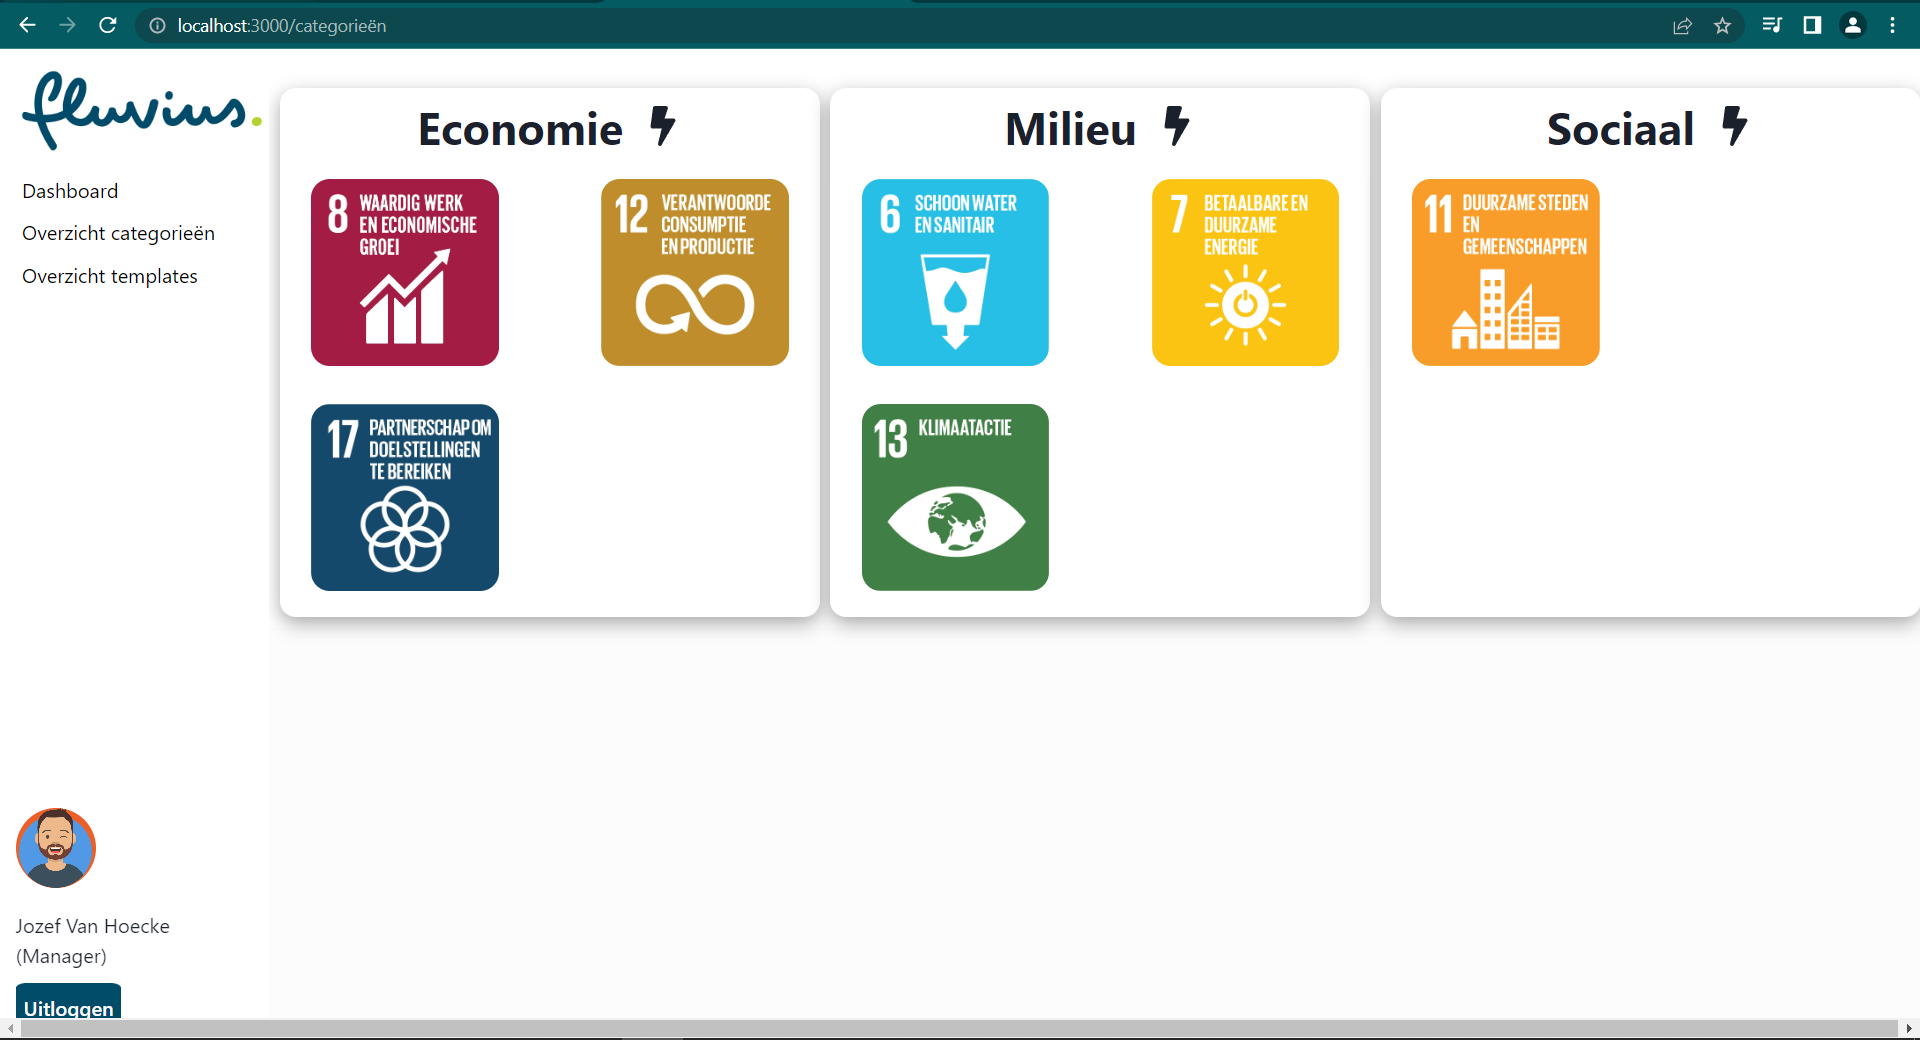 localhost:3000/categorieën
fluvius.
Dashboard
Overzicht categorieën
Overzicht templates
Economie
8 WAARDIG WERK
EN ECONOMISCHE
GROEI
12 VERANTWOORDE
CONSUMPTIE
EN PRODUCTIE
17 PARTNERSCHAP OM
DOELSTELLINGEN
TE BEREIKEN
Milieu
6 SCHOON WATER
EN SANITAIR
7 BETAALBARE EN
DUURZAME
ENERGIE
13 KLIMAATACTIE
Sociaal
11 DUURZAME STEDEN
EN
GEMEENSCHAPPEN
Jozef Van Hoecke
(Manager)
Uitloggen